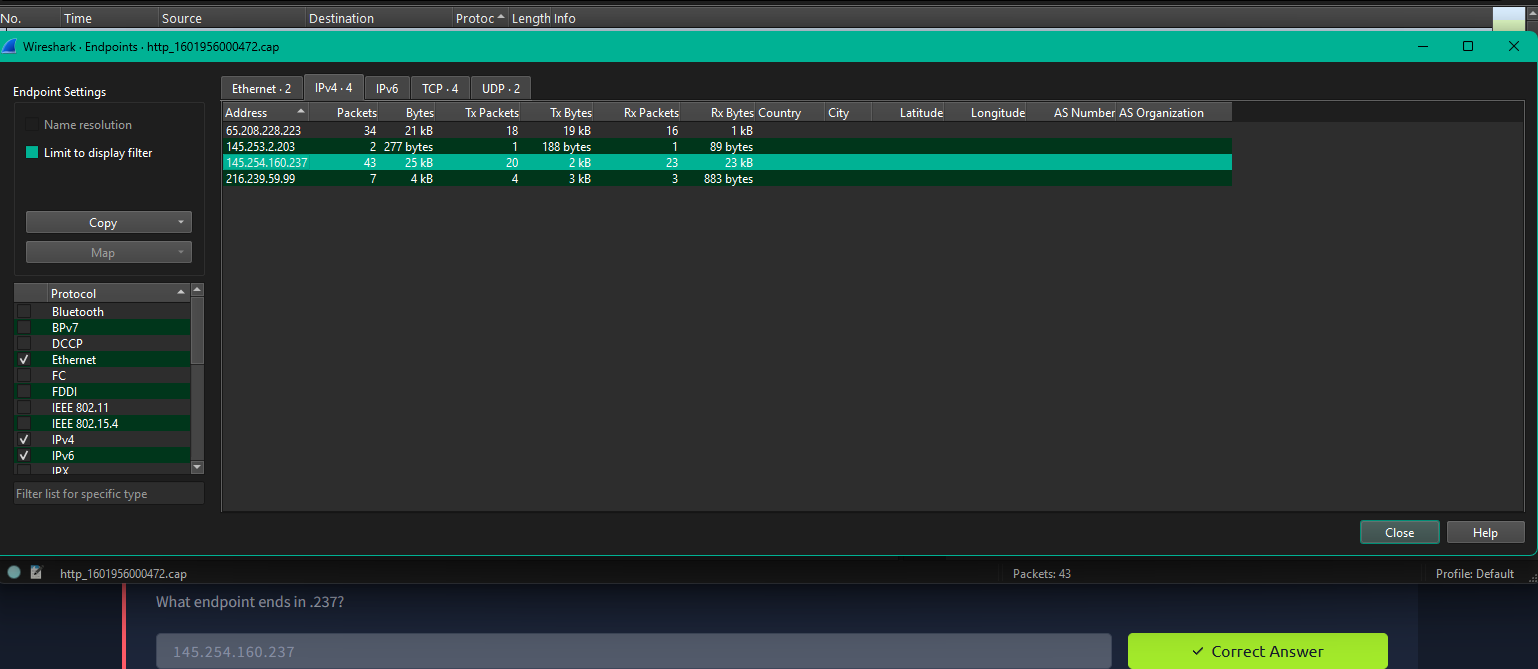 No. Time Source Destination Protoc Length Info
Wireshark · Endpoints · http_1601956000472.cap
Endpoint Settings
Name resolution
Limit to display filter
Copy
Map
Protocol
Bluetooth
BPv7
DCCP
Ethernet
FC
FDDI
IEEE 802.11
IEEE 802.15.4
IPv4
IPv6
IPX
Filter list for specific type
Ethernet · 2 IPv4 · 4 IPv6 TCP · 4 UDP · 2
Address Packets Bytes Tx Packets Tx Bytes Rx Packets Rx Bytes Country City Latitude Longitude AS Number AS Organization
65.208.228.223 34 21 kB 18 19 kB 16 1 kB
145.253.2.203 2 277 bytes 1 188 bytes 1 89 bytes
145.254.160.237 43 25 kB 20 2 kB 23 23 kB
216.239.59.99 7 4 kB 4 3 kB 3 883 bytes
Close Help
http_1601956000472.cap Packets: 43 Profile: Default
What endpoint ends in .237?
145.254.160.237 Correct Answer